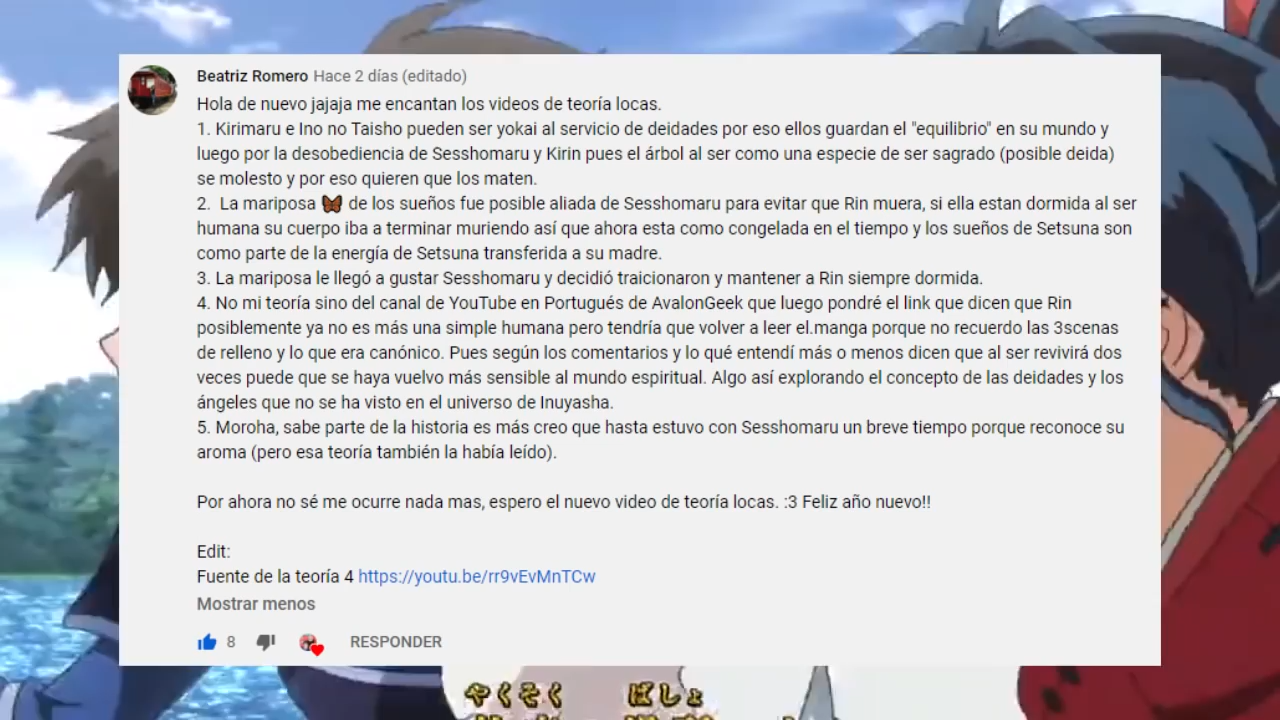 Beatriz Romero Hace 2 días (editado)
Hola de nuevo jajaja me encantan los videos de teoría locas.
1. Kirimaru e Ino no Taisho pueden ser yokai al servicio de deidades por eso ellos guardan el "equilibrio" en su mundo y
luego por la desobediencia de Sesshomaru y Kirin pues el árbol al ser como una especie de ser sagrado (posible deida)
se molesto y por eso quieren que los maten.
2. La mariposa 🦋 de los sueños fue posible aliada de Sesshomaru para evitar que Rin muera, si ella estan dormida al ser
humana su cuerpo iba a terminar muriendo así que ahora esta como congelada en el tiempo y los sueños de Setsuna son
como parte de la energía de Setsuna transferida a su madre.
3. La mariposa le llegó a gustar Sesshomaru y decidió traicionaron y mantener a Rin siempre dormida.
4. No mi teoría sino del canal de YouTube en Portugués de AvalonGeek que luego pondré el link que dicen que Rin
posiblemente ya no es más una simple humana pero tendría que volver a leer el.manga porque no recuerdo las 3scenas
de relleno y lo que era canónico. Pues según los comentarios y lo qué entendí más o menos dicen que al ser revivirá dos
veces puede que se haya vuelvo más sensible al mundo espiritual. Algo así explorando el concepto de las deidades y los
ángeles que no se ha visto en el universo de Inuyasha.
5. Moroha, sabe parte de la historia es más creo que hasta estuvo con Sesshomaru un breve tiempo porque reconoce su
aroma (pero esa teoría también la había leído).
Por ahora no sé me ocurre nada mas, espero el nuevo video de teoría locas. :3 Feliz año nuevo!!
Edit:
Fuente de la teoría 4 https://youtu.be/rr9vEvMnTCw
Mostrar menos
8 RESPONDER
やくそく ばしょ